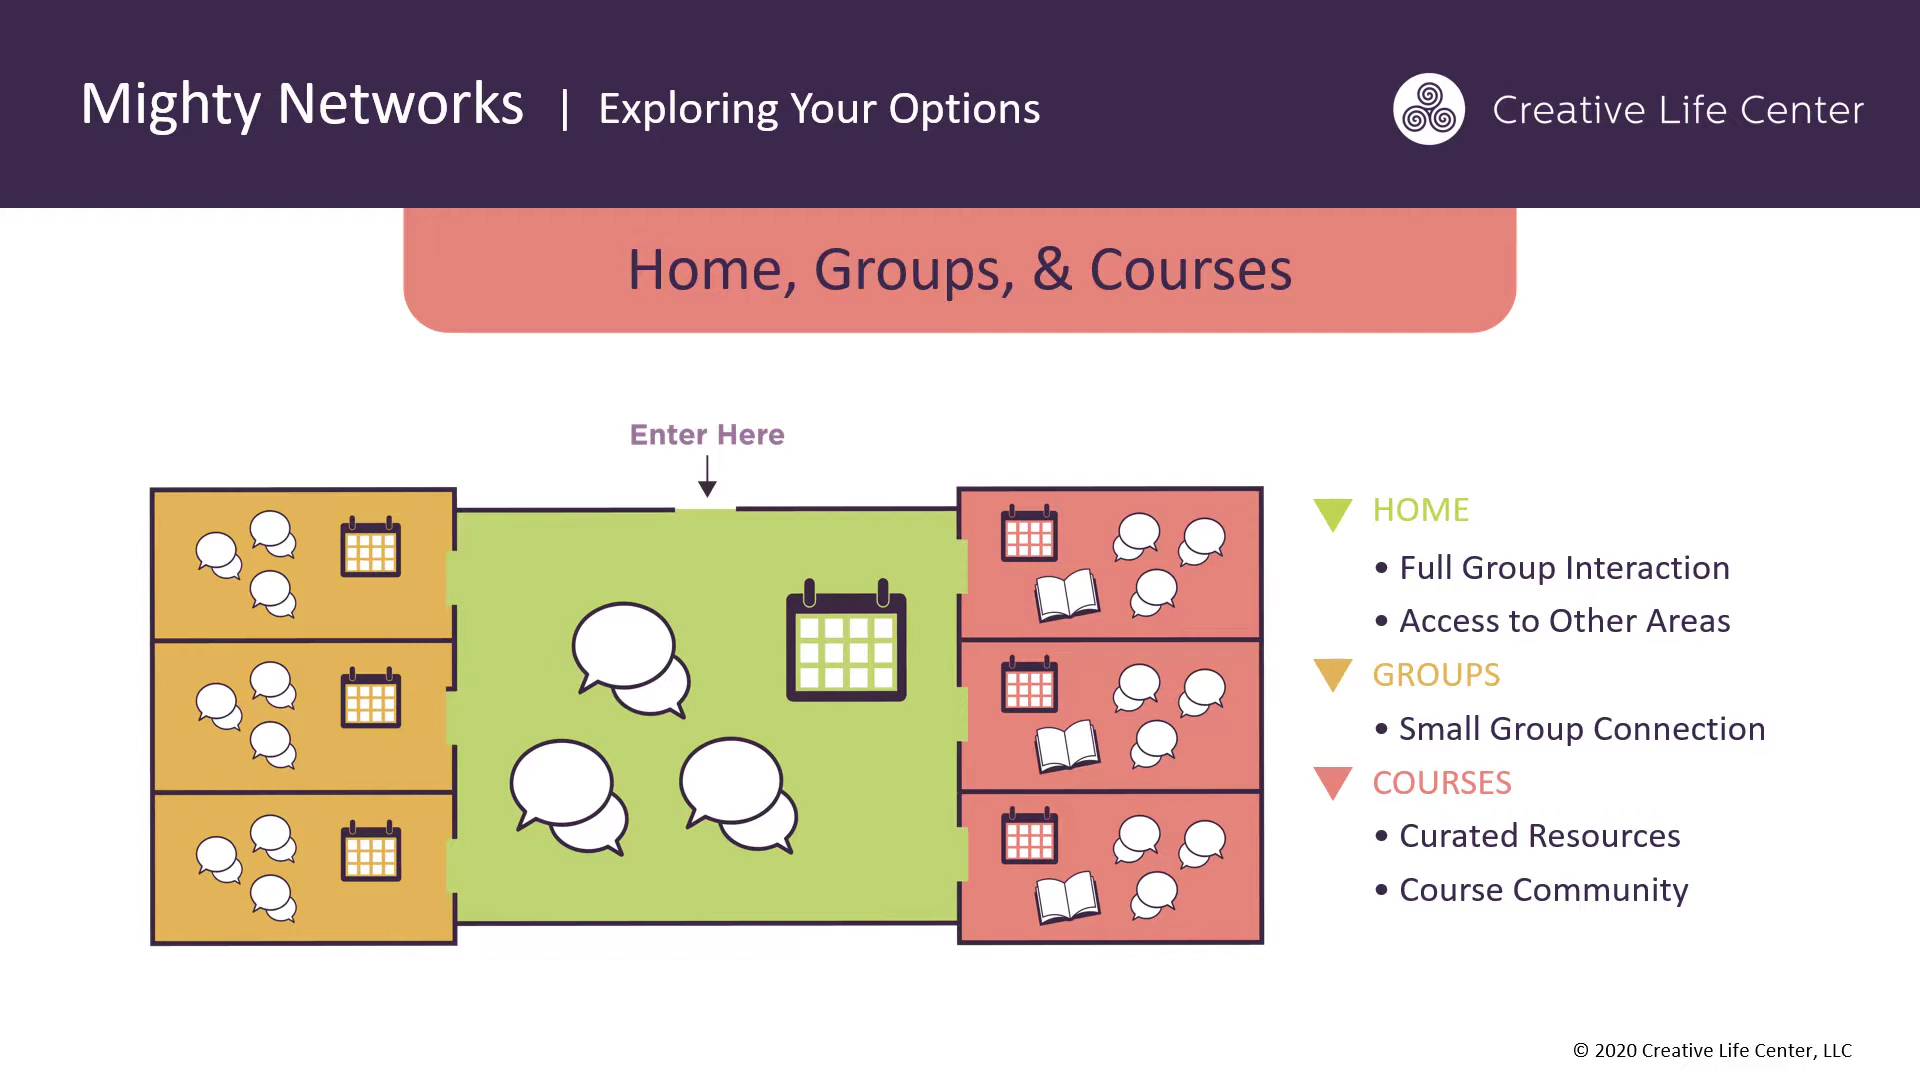 Mighty Networks | Exploring Your Options
Creative Life Center
Home, Groups, & Courses
Enter Here
HOME
• Full Group Interaction
• Access to Other Areas
GROUPS
• Small Group Connection
COURSES
• Curated Resources
• Course Community
© 2020 Creative Life Center, LLC